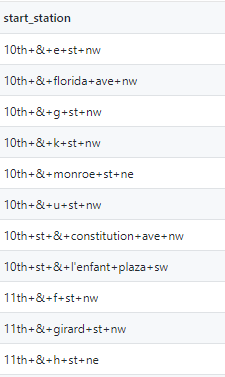 start_station
10th+&+e+st+nw
10th+&+florida+ave+nw
10th+&+g+st+nw
10th+&+k+st+nw
10th+&+monroe+st+ne
10th+&+u+st+nw
10th+st+&+constitution+ave+nw
10th+st+&+l'enfant+plaza+sw
11th+&+f+st+nw
11th+&+girard+st+nw
11th+&+h+st+ne